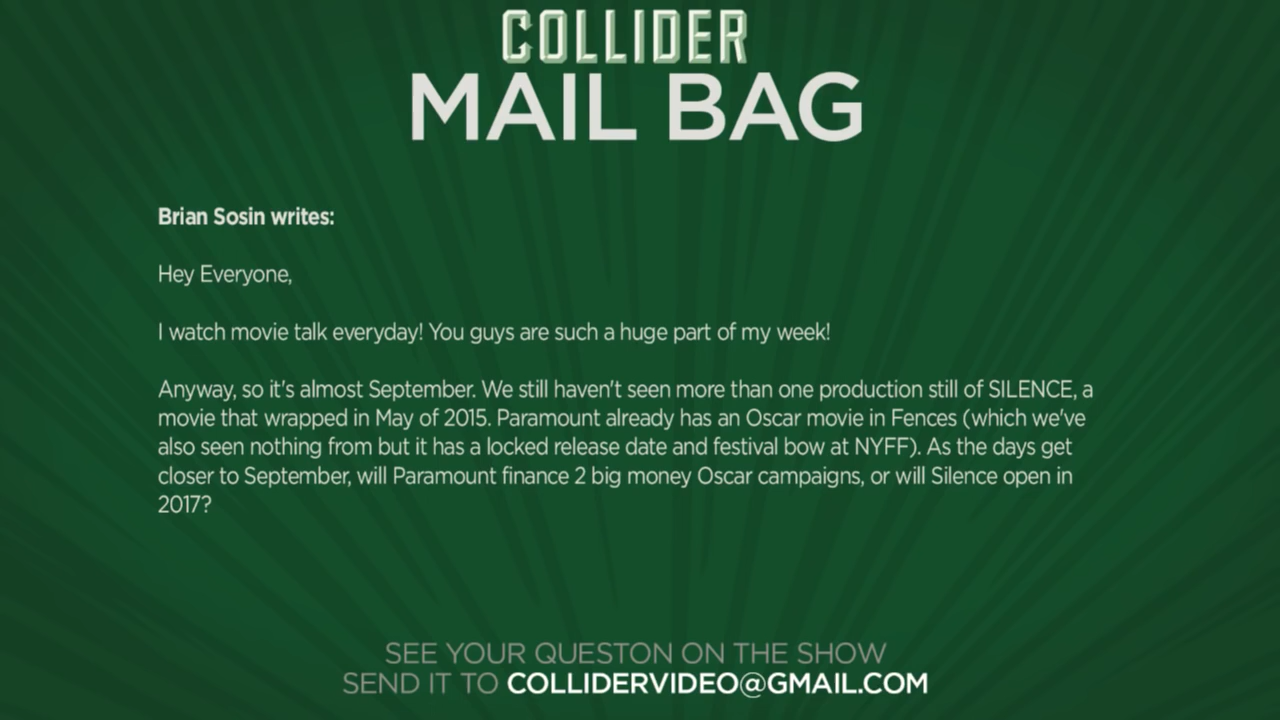 COLLIDER
MAIL BAG
Brian Sosin writes:
Hey Everyone,
I watch movie talk everyday! You guys are such a huge part of my week!
Anyway, so it's almost September. We still haven't seen more than one production still of SILENCE, a
movie that wrapped in May of 2015. Paramount already has an Oscar movie in Fences (which we've
also seen nothing from but it has a locked release date and festival bow at NYFF). As the days get
closer to September, will Paramount finance 2 big money Oscar campaigns, or will Silence open in
2017?
SEE YOUR QUESTON ON THE SHOW
SEND IT TO COLLIDERVIDEO@GMAIL.COM